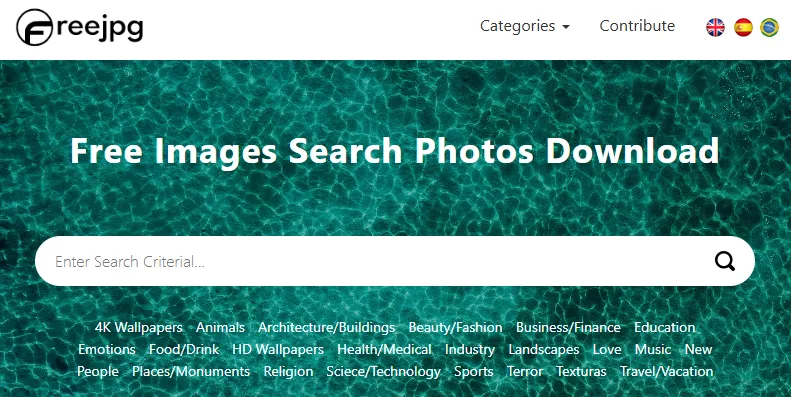 Freejpg
Categories
Contribute
Free Images Search Photos Download
Enter Search Criterial...
4K Wallpapers Animals Architecture/Buildings Beauty/Fashion Business/Finance Education
Emotions Food/Drink HD Wallpapers Health/Medical Industry Landscapes Love Music New
People Places/Monuments Religion Sciece/Technology Sports Terror Texturas Travel/Vacation